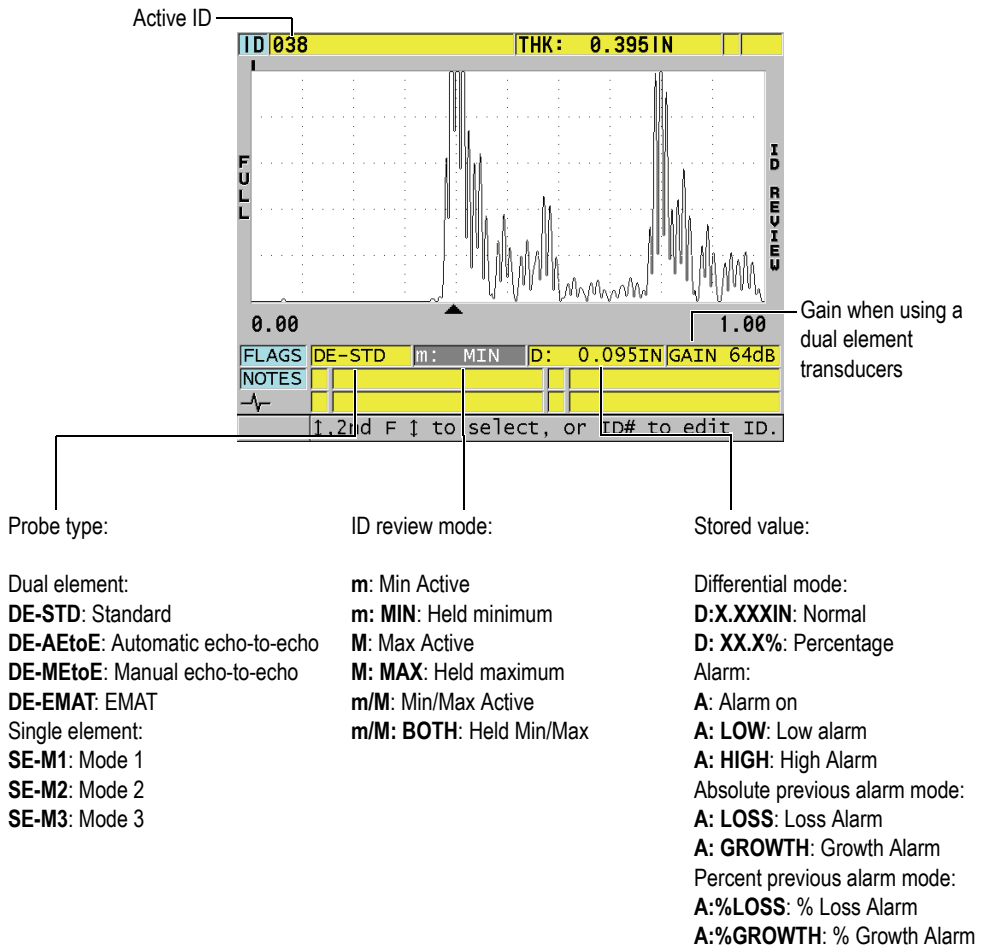 Active ID
ID 038 THK: 0.395IN
FULL
ID REVIEW
0.00 1.00
Gain when using a
dual element
transducers
FLAGS DE-STD m: MIN D: 0.095IN GAIN 64dB
NOTES
↕,2nd F ↕ to select, or ID# to edit ID.
Probe type:
Dual element:
DE-STD: Standard
DE-AEtoE: Automatic echo-to-echo
DE-MEtoE: Manual echo-to-echo
DE-EMAT: EMAT
Single element:
SE-M1: Mode 1
SE-M2: Mode 2
SE-M3: Mode 3
ID review mode:
m: Min Active
m: MIN: Held minimum
M: Max Active
M: MAX: Held maximum
m/M: Min/Max Active
m/M: BOTH: Held Min/Max
Stored value:
Differential mode:
D:X.XXXIN: Normal
D: XX.X%: Percentage
Alarm:
A: Alarm on
A: LOW: Low alarm
A: HIGH: High Alarm
Absolute previous alarm mode:
A: LOSS: Loss Alarm
A: GROWTH: Growth Alarm
Percent previous alarm mode:
A:%LOSS: % Loss Alarm
A:%GROWTH: % Growth Alarm